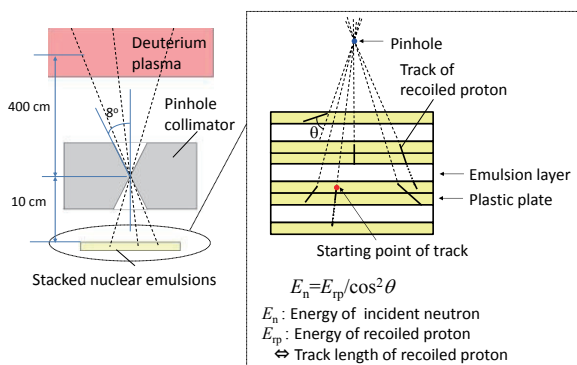 Deuterium
plasma
400 cm
8°
Pinhole
collimator
10 cm
Stacked nuclear emulsions
Pinhole
Track of
recoiled proton
θ
Emulsion layer
Plastic plate
Starting point of track
Eₙ=Eᵣₚ/cos²θ
Eₙ : Energy of incident neutron
Eᵣₚ : Energy of recoiled proton
⇔ Track length of recoiled proton